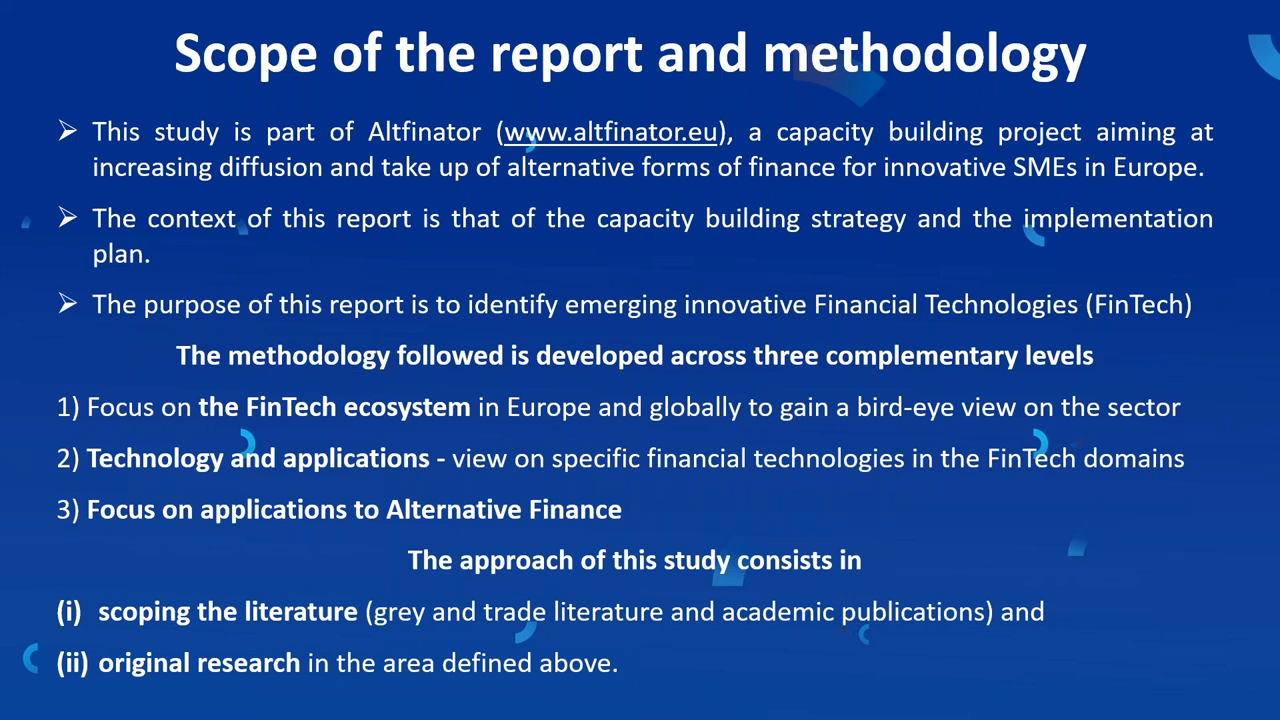 Scope of the report and methodology
➢ This study is part of Altfinator (www.altfinator.eu), a capacity building project aiming at
increasing diffusion and take up of alternative forms of finance for innovative SMEs in Europe.
➢ The context of this report is that of the capacity building strategy and the implementation
plan.
➢ The purpose of this report is to identify emerging innovative Financial Technologies (FinTech)
The methodology followed is developed across three complementary levels
1) Focus on the FinTech ecosystem in Europe and globally to gain a bird-eye view on the sector
2) Technology and applications - view on specific financial technologies in the FinTech domains
3) Focus on applications to Alternative Finance
The approach of this study consists in
(i) scoping the literature (grey and trade literature and academic publications) and
(ii) original research in the area defined above.